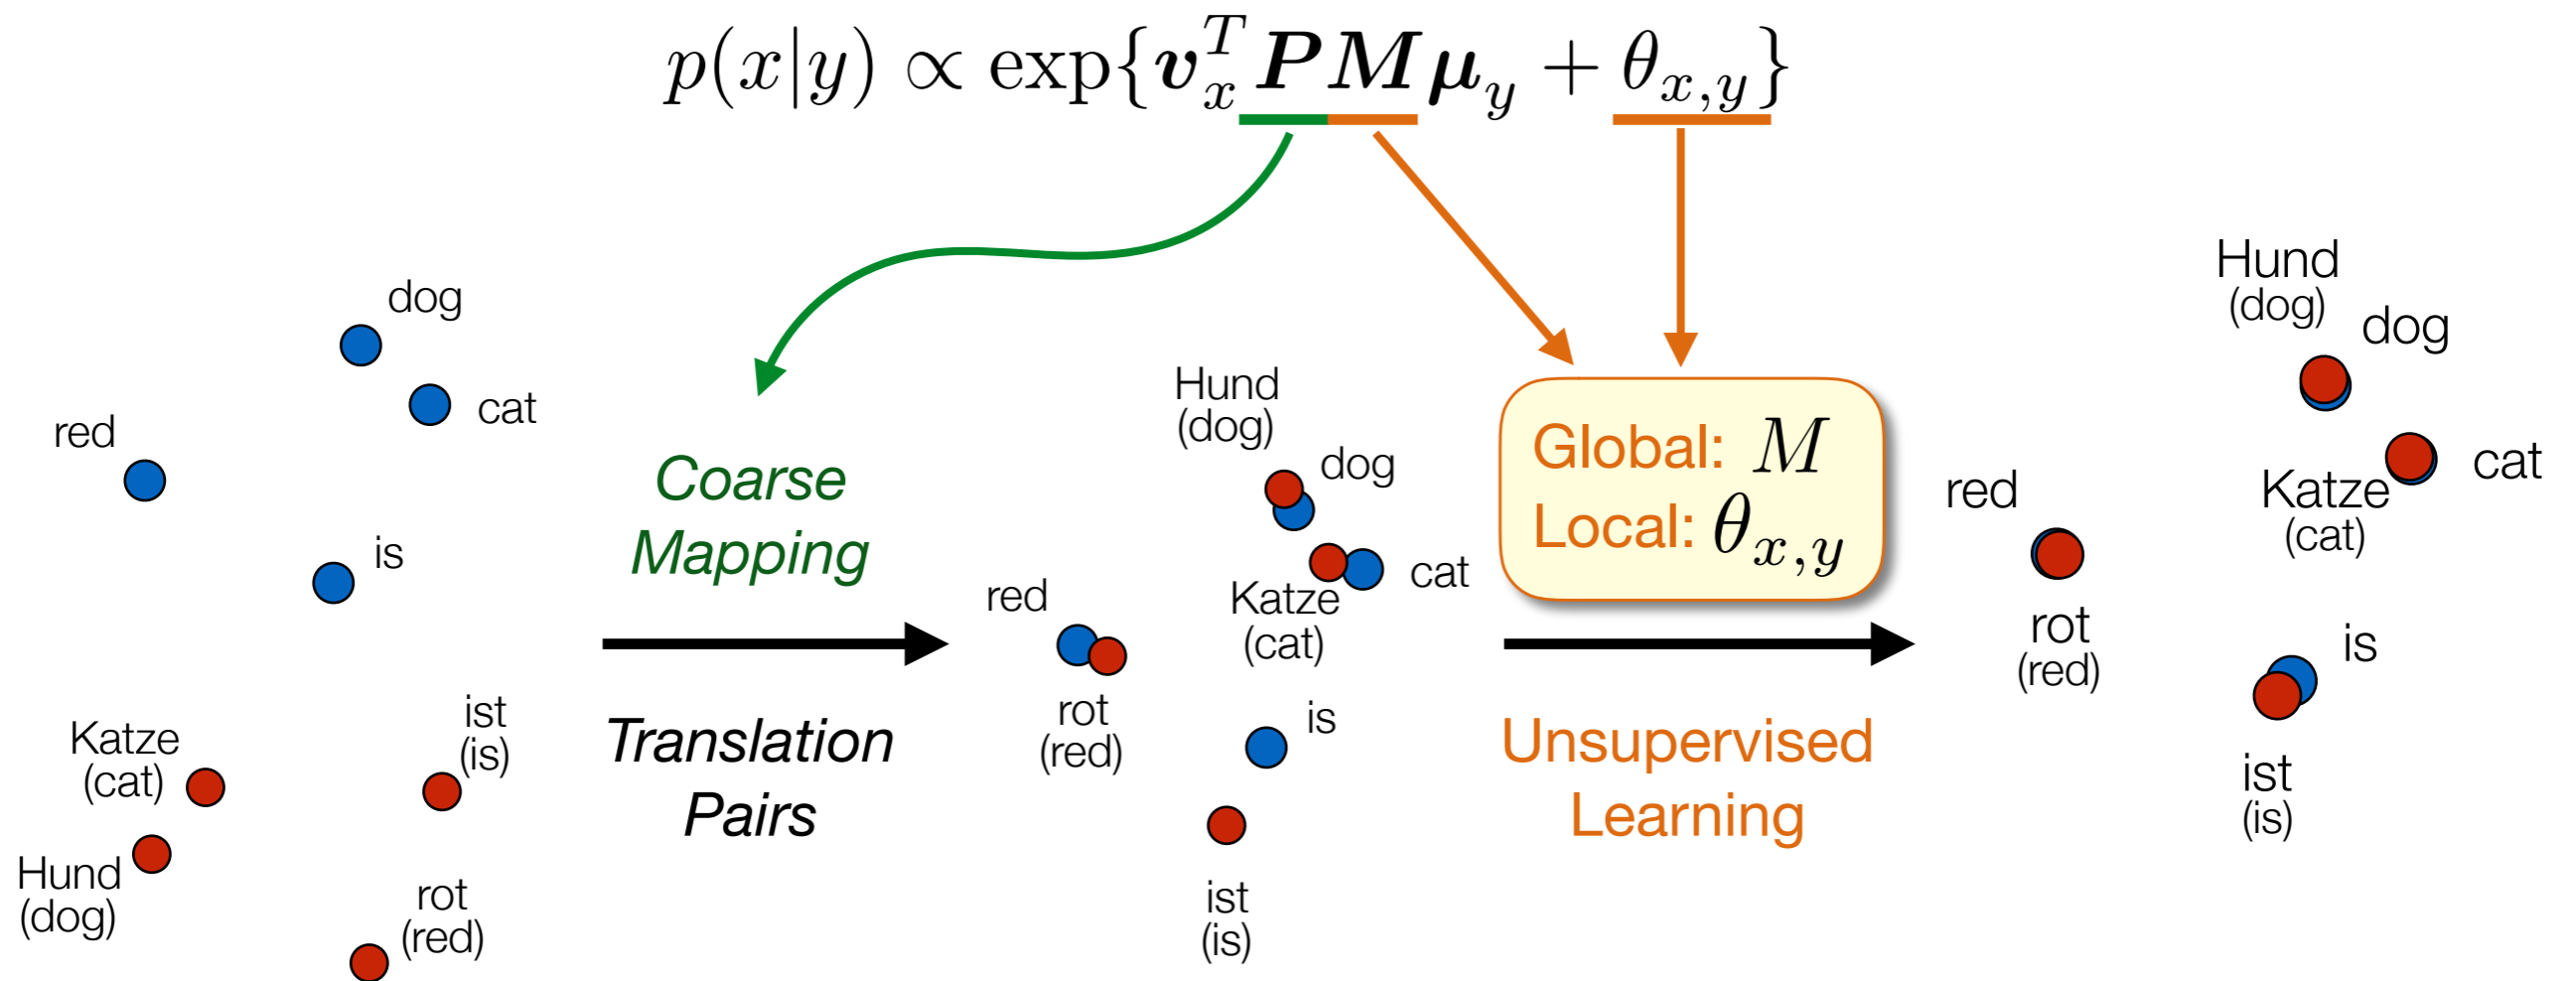 p(x|y) ∝ exp{v_x^T P M μ_y + θ_{x,y}}
dog
cat
red
is
Katze
(cat)
ist
(is)
Hund
(dog)
rot
(red)
Coarse
Mapping
Translation
Pairs
Hund
(dog)
dog
cat
Katze
(cat)
red
rot
(red)
is
ist
(is)
Global: M
Local: θ_{x,y}
Unsupervised
Learning
Hund
(dog)
dog
cat
Katze
(cat)
red
rot
(red)
is
ist
(is)